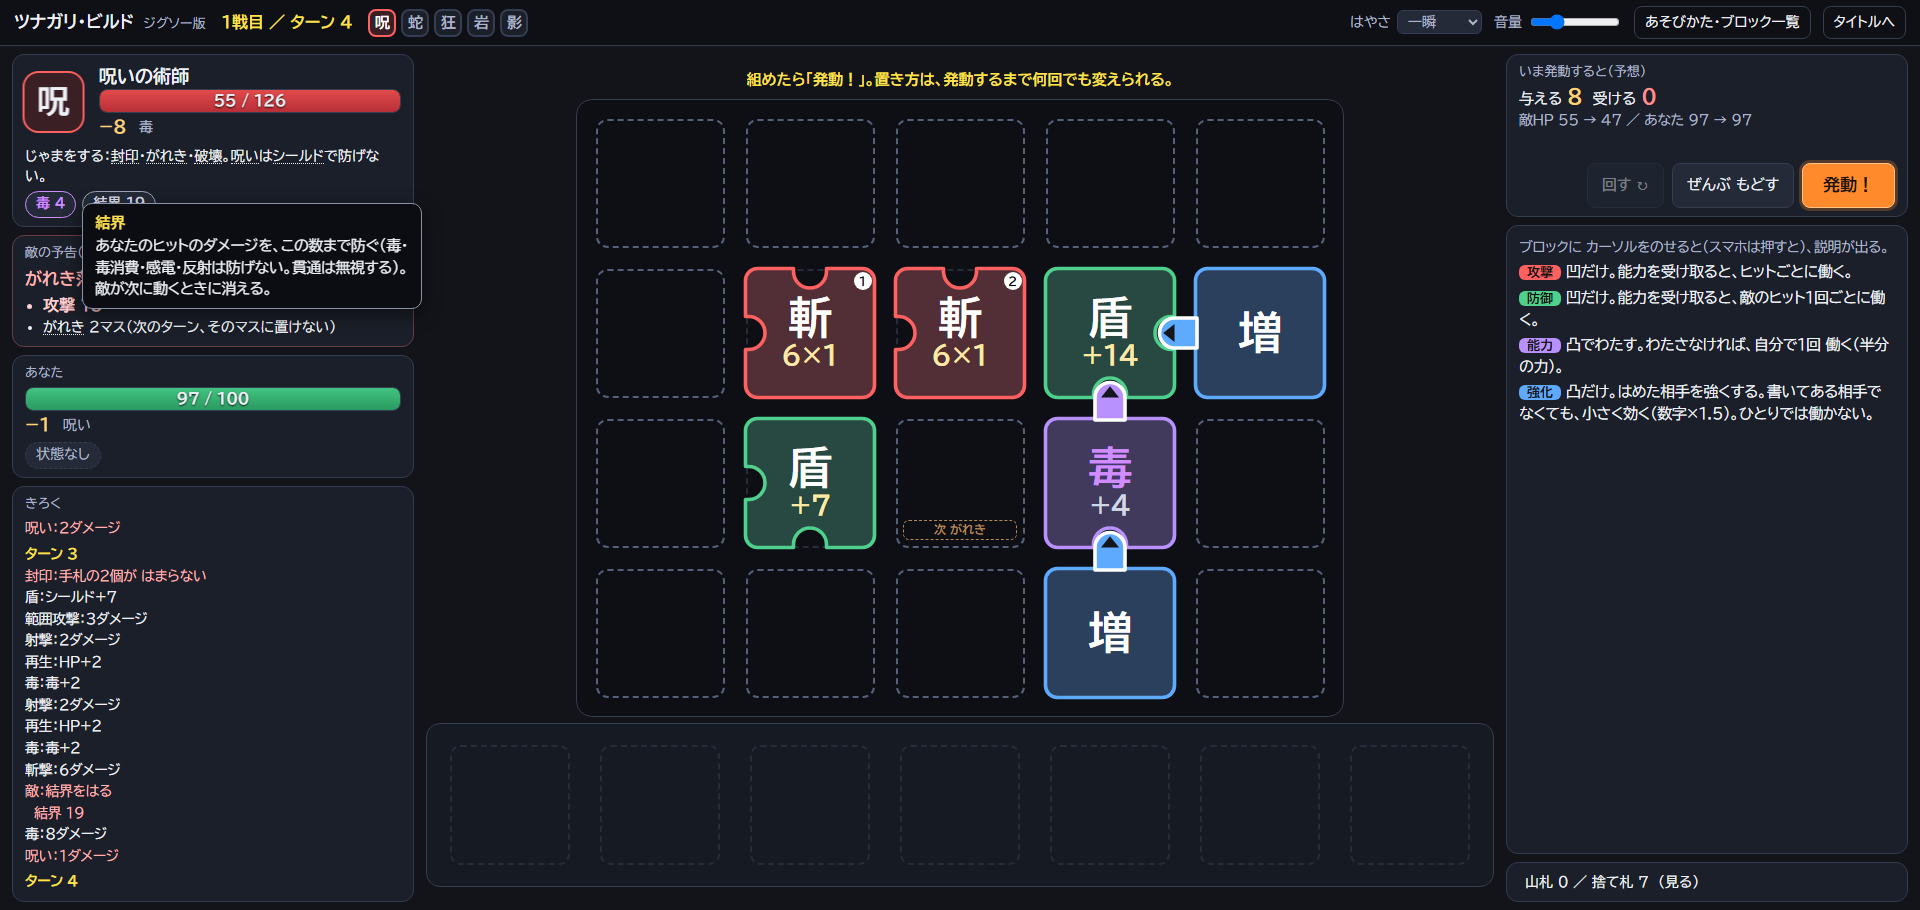 ツナガリ・ビルド ジグソー版 1戦目 / ターン 4 呪 蛇 狂 岩 影
はやさ 一瞬 音量 あそびかた・ブロック一覧 タイトルへ
呪 呪いの術師
55 / 126
−8 毒
じゃまをする：封印・がれき・破壊。呪いはシールドで防げな
い。
毒 4 結界 19
結界
あなたのヒットのダメージを、この数まで防ぐ（毒・
毒消費・感電・反射は防げない。貫通は無視する）。
敵が次に動くときに消える。
敵の予告
がれき
• 攻撃
• がれき 2マス（次のターン、そのマスに置けない）
あなた
97 / 100
−1 呪い
状態なし
きろく
呪い：2ダメージ
ターン 3
封印：手札の2個が はまらない
盾：シールド+7
範囲攻撃：3ダメージ
射撃：2ダメージ
再生：HP+2
毒：毒+2
射撃：2ダメージ
再生：HP+2
毒：毒+2
斬撃：6ダメージ
敵：結界をはる
結界 19
毒：8ダメージ
呪い：1ダメージ
ターン 4
組めたら「発動！」。置き方は、発動するまで何回でも変えられる。
1 斬 6×1
2 斬 6×1
盾 +14
増
盾 +7
次 がれき
毒 +4
増
いま発動すると（予想）
与える 8 受ける 0
敵HP 55 → 47 / あなた 97 → 97
回す ↻ ぜんぶ もどす 発動！
ブロックに カーソルをのせると（スマホは押すと）、説明が出る。
攻撃 凹だけ。能力を受け取ると、ヒットごとに働く。
防御 凹だけ。能力を受け取ると、敵のヒット1回ごとに働
く。
能力 凸でわたす。わたさなければ、自分で1回 働く（半分
の力）。
強化 凸だけ。はめた相手を強くする。書いてある相手で
なくても、小さく効く（数字×1.5）。ひとりでは働かない。
山札 0 / 捨て札 7（見る）